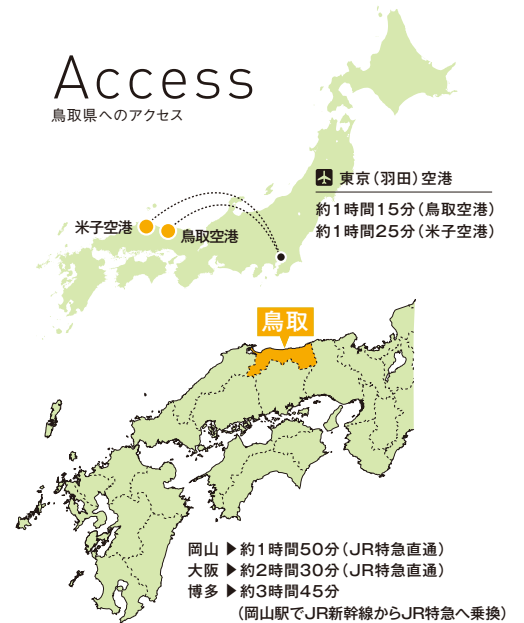 Access
鳥取県へのアクセス
東京（羽田）空港
約1時間15分（鳥取空港）
約1時間25分（米子空港）
米子空港
鳥取空港
鳥取
岡山 ▶ 約1時間50分（JR特急直通）
大阪 ▶ 約2時間30分（JR特急直通）
博多 ▶ 約3時間45分
（岡山駅でJR新幹線からJR特急へ乗換）